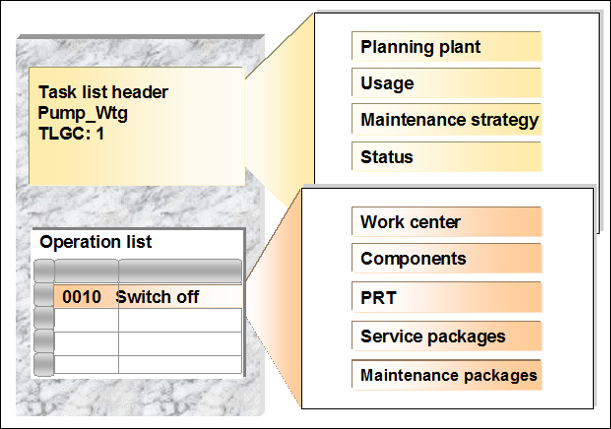 Task list header
Pump_Wtg
TLGC: 1
Planning plant
Usage
Maintenance strategy
Status
Operation list
0010 Switch off
Work center
Components
PRT
Service packages
Maintenance packages